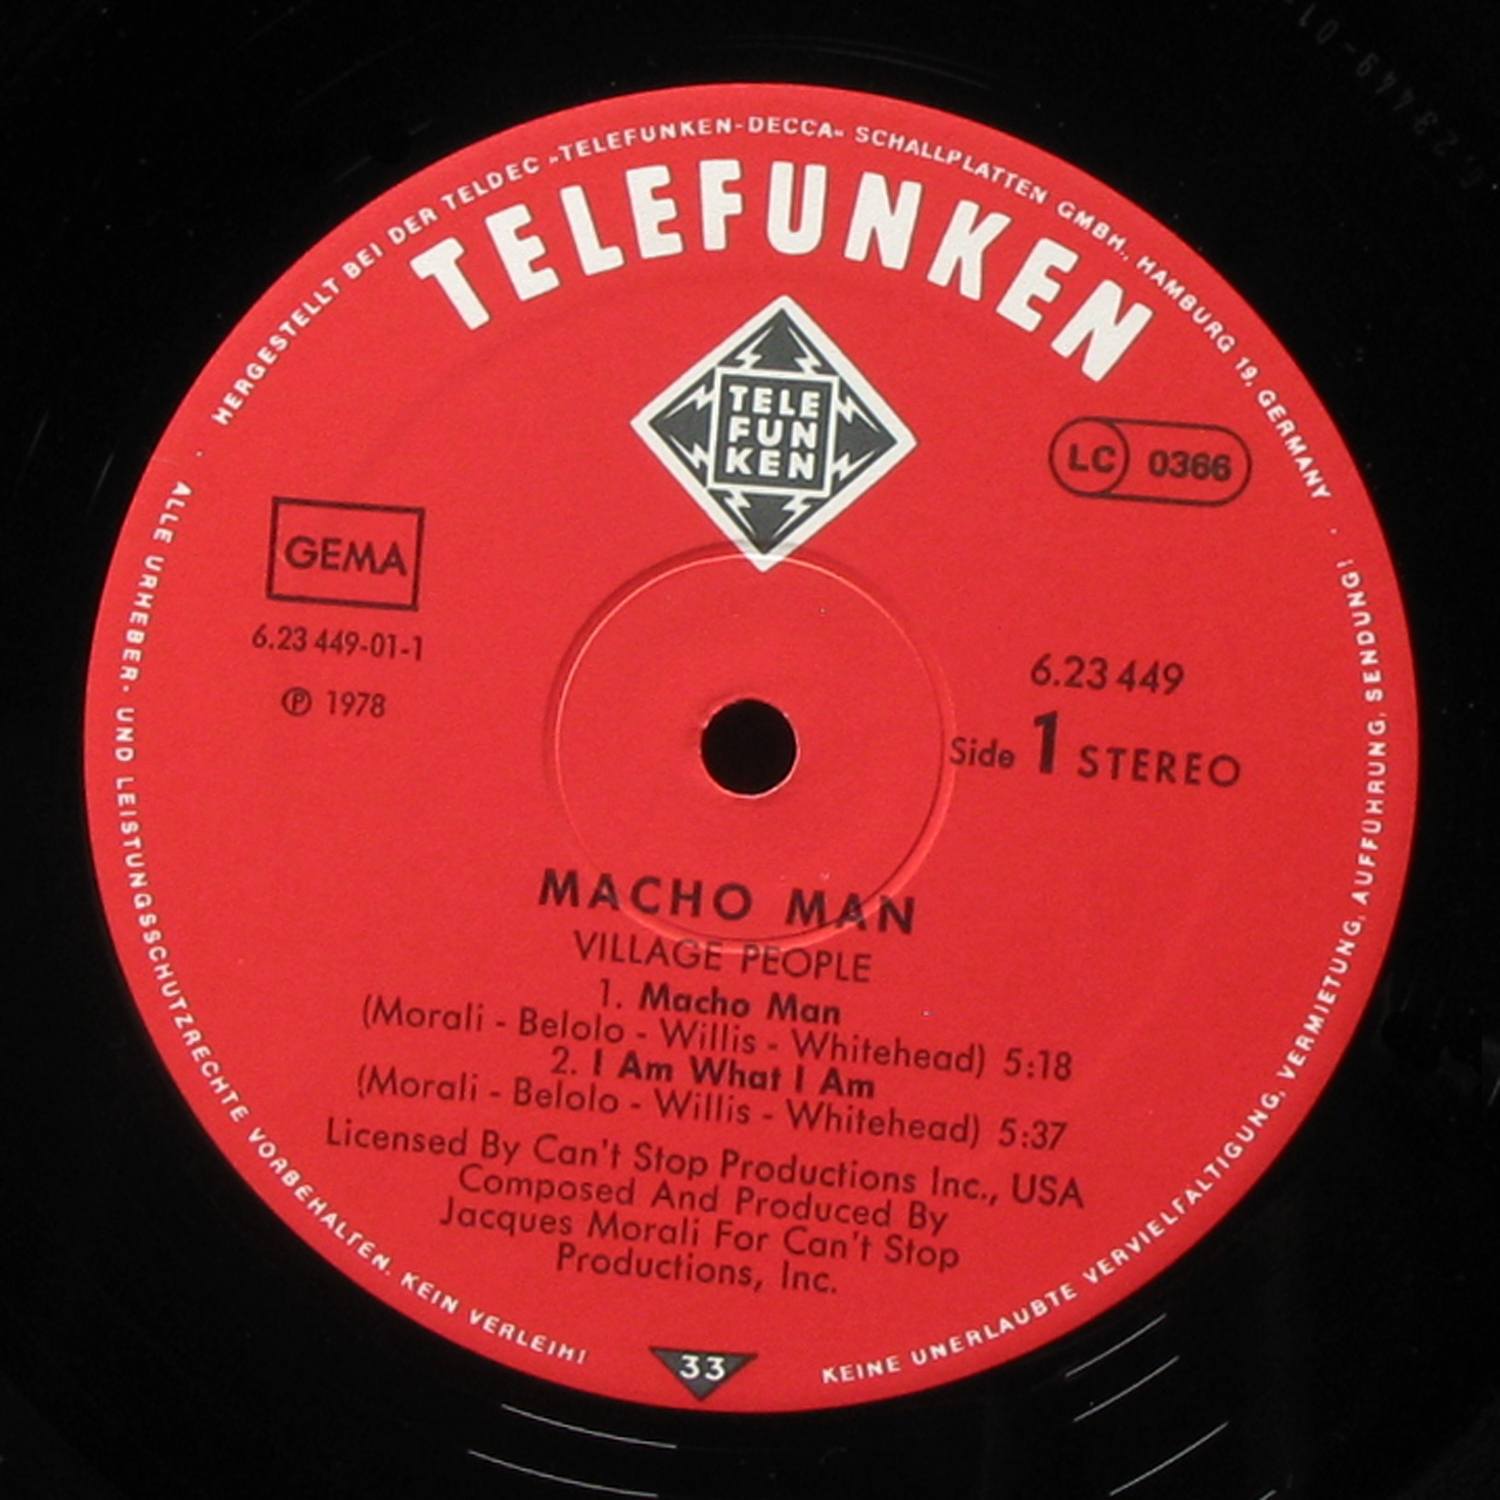 HERGESTELLT BEI DER TELDEC »TELEFUNKEN-DECCA« SCHALLPLATTEN GMBH., HAMBURG 19, GERMANY ·
TELEFUNKEN
TELE
FUN
KEN
LC 0366
GEMA
6.23 449-01-1
Ⓟ 1978
6.23 449
Side 1 STEREO
MACHO MAN
VILLAGE PEOPLE
1. Macho Man
(Morali - Belolo - Willis - Whitehead) 5:18
2. I Am What I Am
(Morali - Belolo - Willis - Whitehead) 5:37
Licensed By Can't Stop Productions Inc., USA
Composed And Produced By
Jacques Morali For Can't Stop
Productions, Inc.
33
· ALLE URHEBER- UND LEISTUNGSSCHUTZRECHTE VORBEHALTEN. KEIN VERLEIH!
KEINE UNERLAUBTE VERVIELFÄLTIGUNG, VERMIETUNG, AUFFÜHRUNG, SENDUNG!